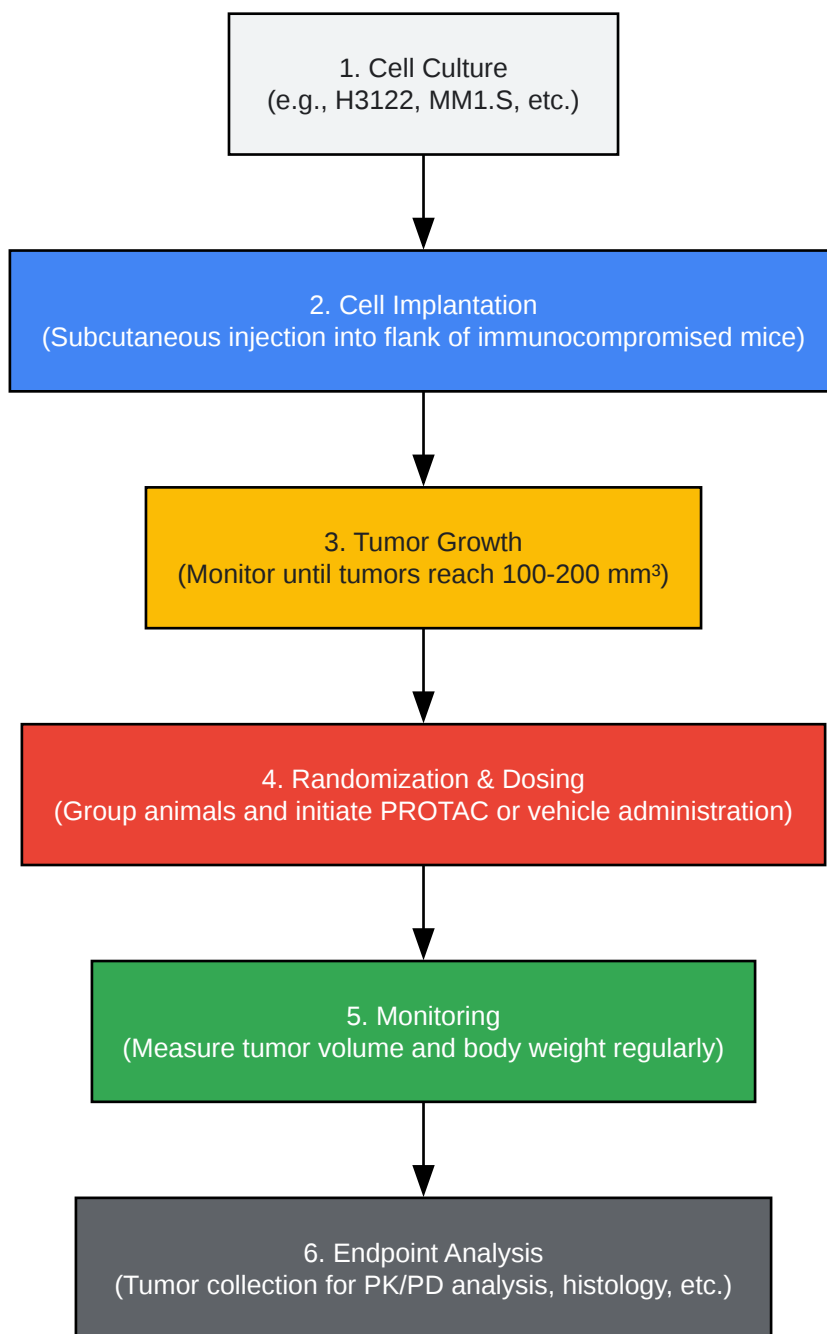 1. Cell Culture
(e.g., H3122, MM1.S, etc.)
2. Cell Implantation
(Subcutaneous injection into flank of immunocompromised mice)
3. Tumor Growth
(Monitor until tumors reach 100-200 mm³)
4. Randomization & Dosing
(Group animals and initiate PROTAC or vehicle administration)
5. Monitoring
(Measure tumor volume and body weight regularly)
6. Endpoint Analysis
(Tumor collection for PK/PD analysis, histology, etc.)